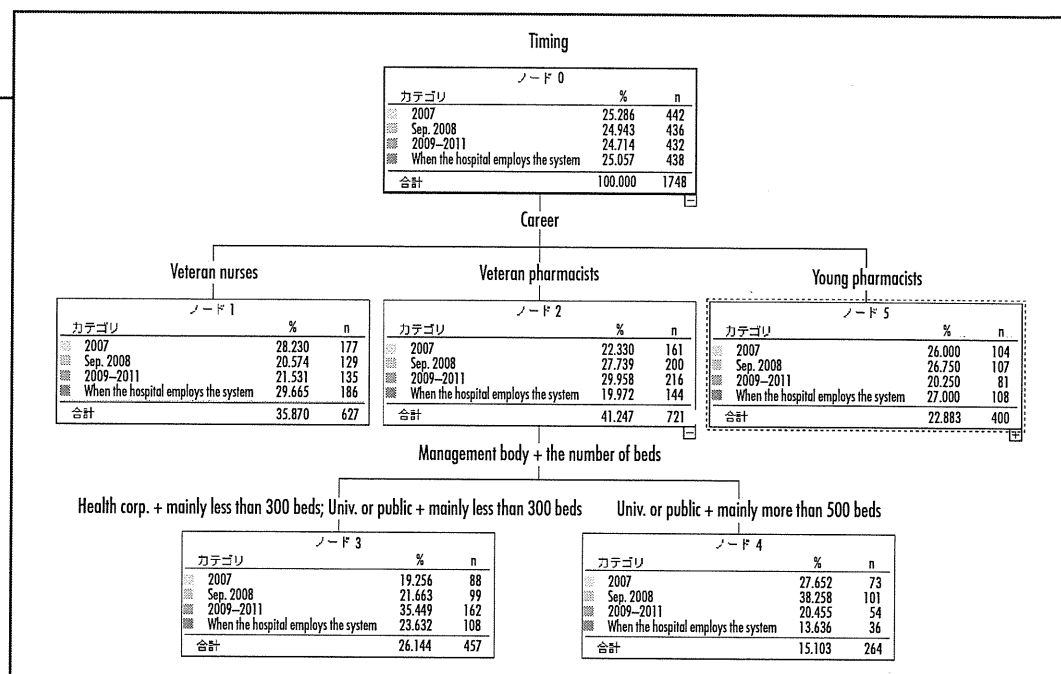 Timing
ノード 0
カテゴリ % n
2007 25.286 442
Sep. 2008 24.943 436
2009–2011 24.714 432
When the hospital employs the system 25.057 438
合計 100.000 1748
Career
Veteran nurses Veteran pharmacists Young pharmacists
ノード 1
カテゴリ % n
2007 28.230 177
Sep. 2008 20.574 129
2009–2011 21.531 135
When the hospital employs the system 29.665 186
合計 35.870 627
ノード 2
カテゴリ % n
2007 22.330 161
Sep. 2008 27.739 200
2009–2011 29.958 216
When the hospital employs the system 19.972 144
合計 41.247 721
ノード 5
カテゴリ % n
2007 26.000 104
Sep. 2008 26.750 107
2009–2011 20.250 81
When the hospital employs the system 27.000 108
合計 22.883 400
Management body + the number of beds
Health corp. + mainly less than 300 beds; Univ. or public + mainly less than 300 beds Univ. or public + mainly more than 500 beds
ノード 3
カテゴリ % n
2007 19.256 88
Sep. 2008 21.663 99
2009–2011 35.449 162
When the hospital employs the system 23.632 108
合計 26.144 457
ノード 4
カテゴリ % n
2007 27.652 73
Sep. 2008 38.258 101
2009–2011 20.455 54
When the hospital employs the system 13.636 36
合計 15.103 264